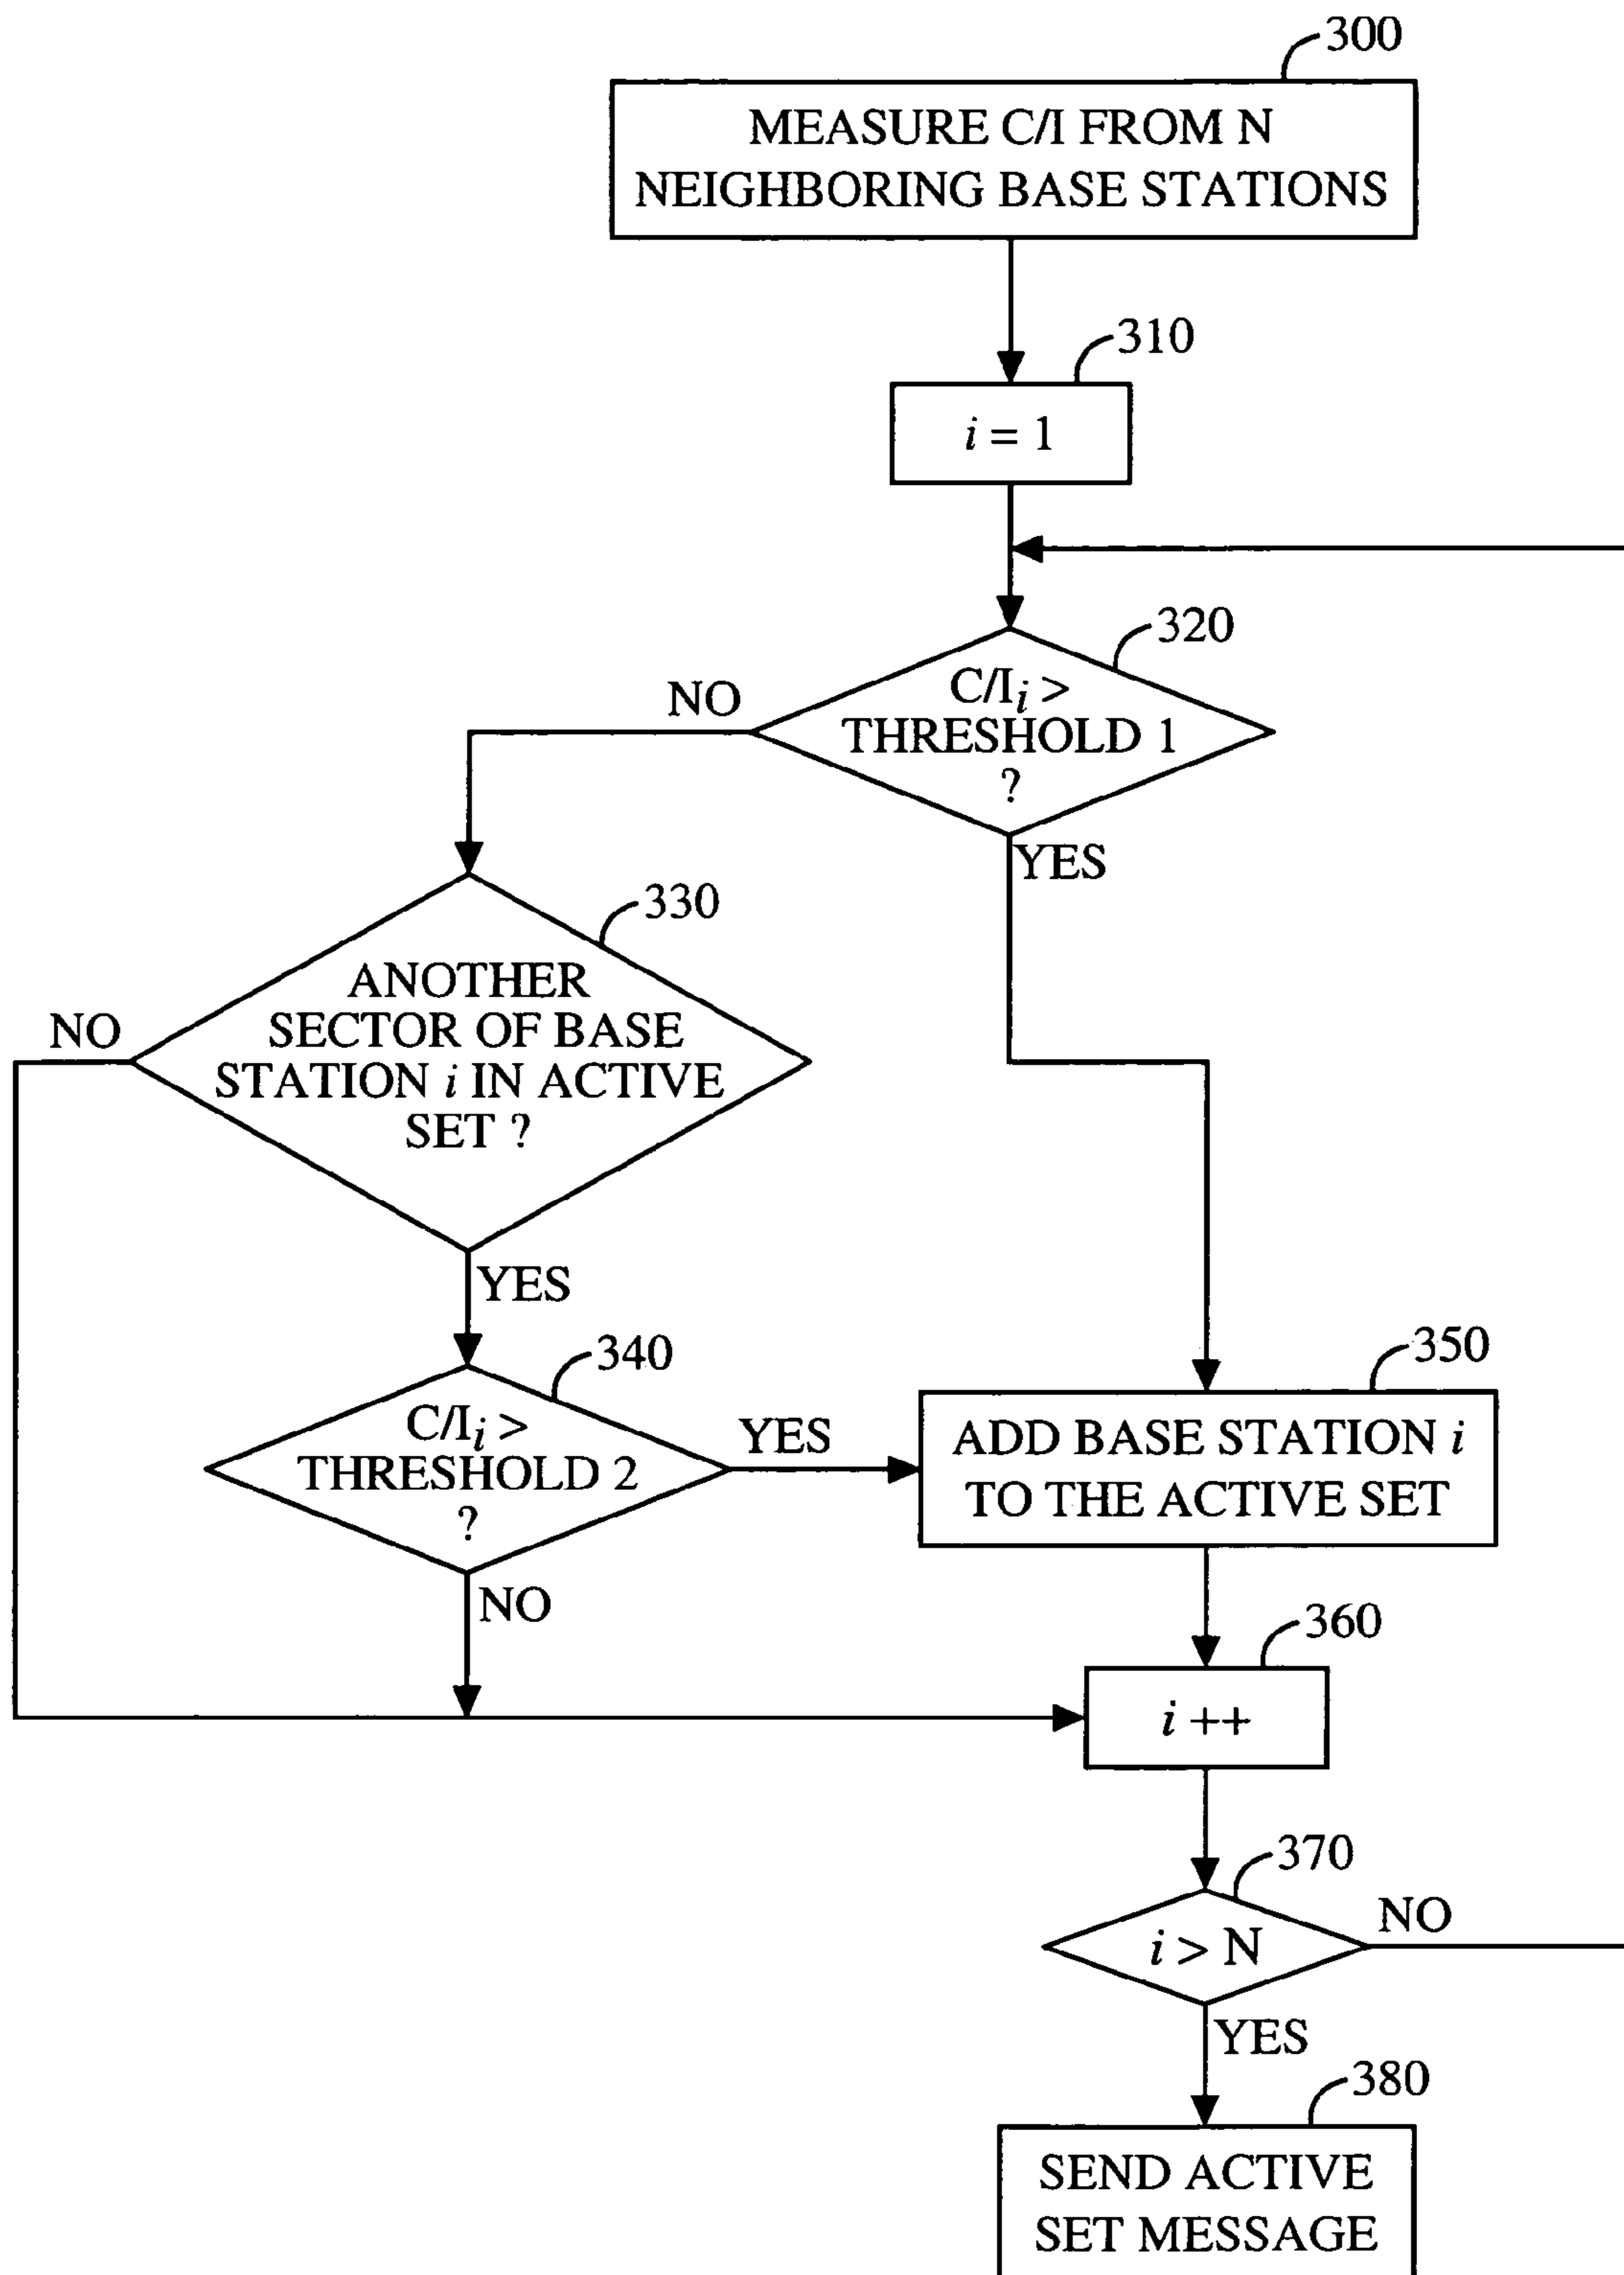 300
MEASURE C/I FROM N
NEIGHBORING BASE STATIONS
310
i = 1
320
C/Ii >
THRESHOLD 1
?
NO
YES
330
ANOTHER
SECTOR OF BASE
STATION i IN ACTIVE
SET ?
NO
YES
340
C/Ii >
THRESHOLD 2
?
YES
NO
350
ADD BASE STATION i
TO THE ACTIVE SET
360
i ++
370
i > N
NO
YES
380
SEND ACTIVE
SET MESSAGE